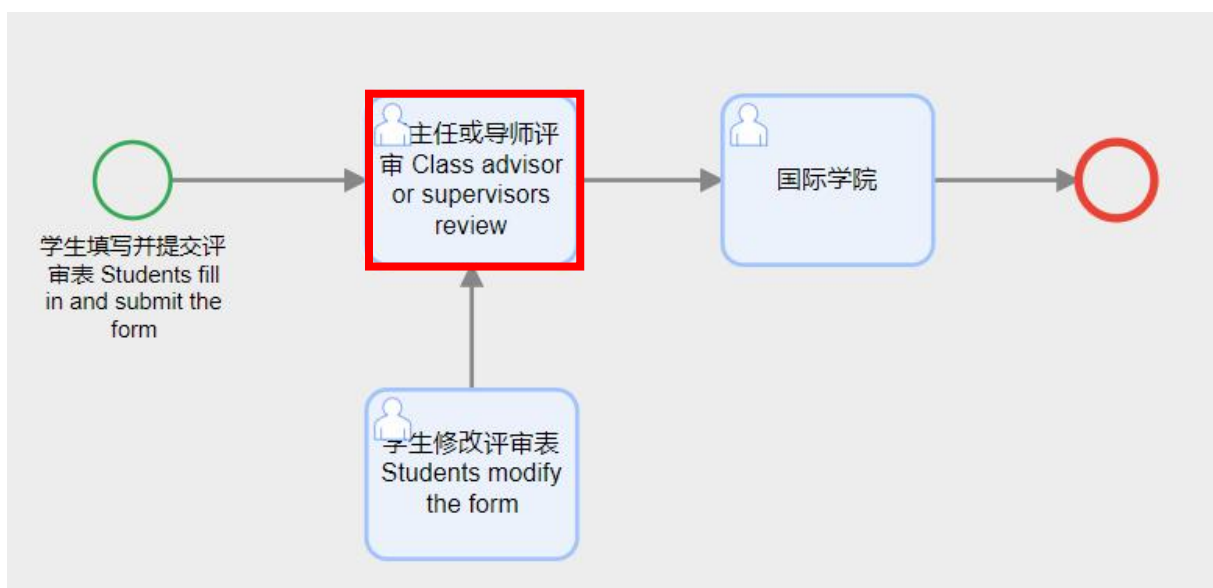 学生填写并提交评
审表 Students fill
in and submit the
form
主任或导师评
审 Class advisor
or supervisors
review
国际学院
学生修改评审表
Students modify
the form